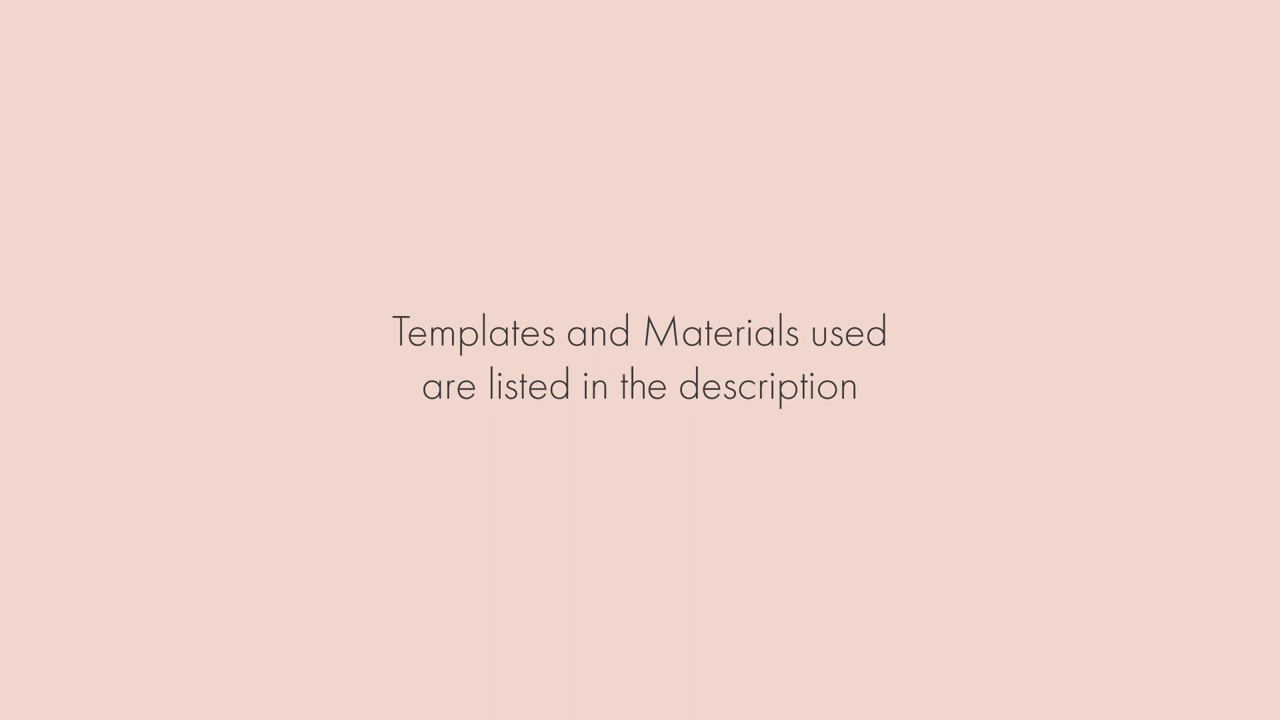 Templates and Materials used
are listed in the description